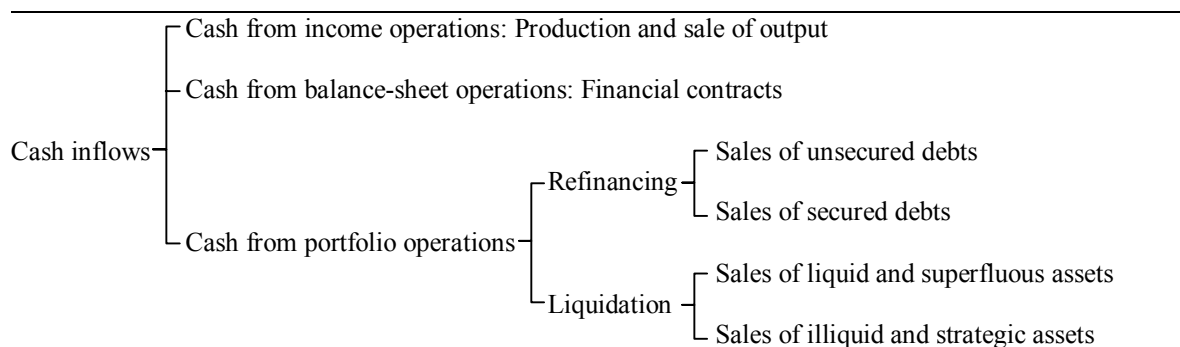 Cash from income operations: Production and sale of output
Cash from balance-sheet operations: Financial contracts
Cash inflows
Sales of unsecured debts
Refinancing
Sales of secured debts
Cash from portfolio operations
Sales of liquid and superfluous assets
Liquidation
Sales of illiquid and strategic assets